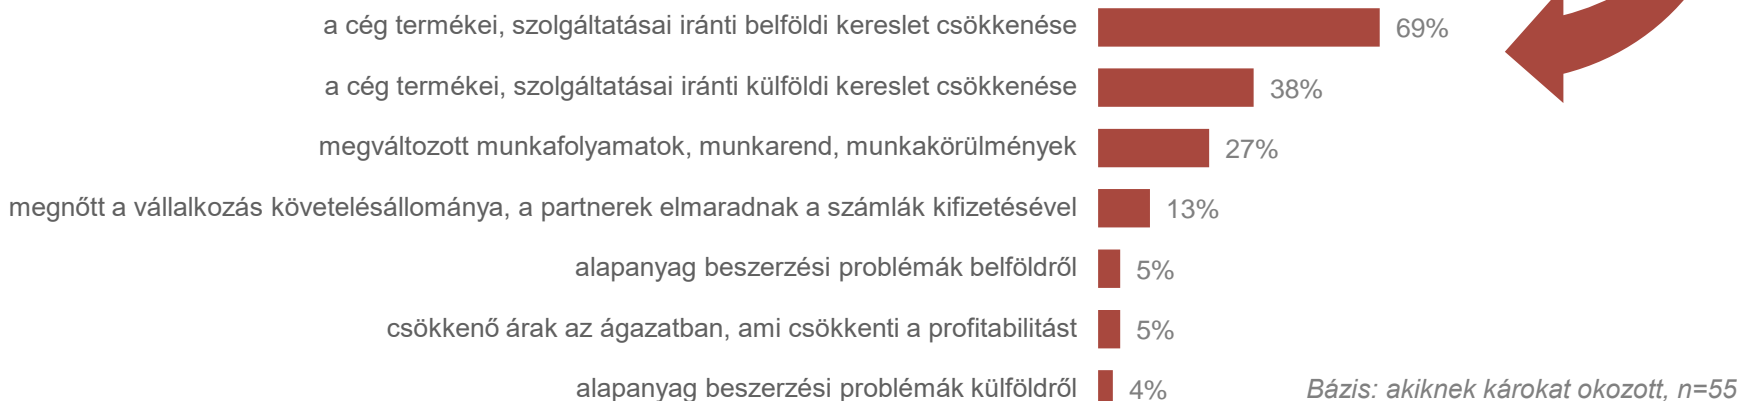 a cég termékei, szolgáltatásai iránti belföldi kereslet csökkenése 69%
a cég termékei, szolgáltatásai iránti külföldi kereslet csökkenése 38%
megváltozott munkafolyamatok, munkarend, munkakörülmények 27%
megnőtt a vállalkozás követelésállománya, a partnerek elmaradnak a számlák kifizetésével 13%
alapanyag beszerzési problémák belföldről 5%
csökkenő árak az ágazatban, ami csökkenti a profitabilitást 5%
alapanyag beszerzési problémák külföldről 4% Bázis: akiknek károkat okozott, n=55